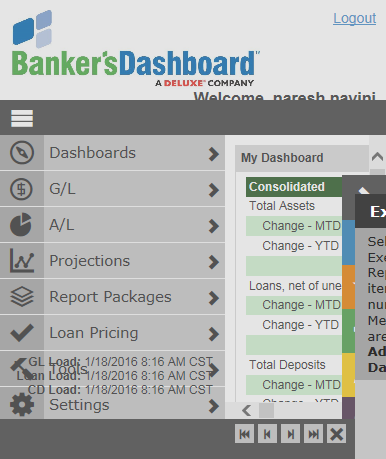 Logout
Banker'sDashboard™
A DELUXE® COMPANY
Welcome, naresh navini
Dashboards
G/L
A/L
Projections
Report Packages
Loan Pricing
Tools
GL Load: 1/18/2016 8:16 AM CST
Loan Load: 1/18/2016 8:16 AM CST
CD Load: 1/18/2016 8:16 AM CST
Settings
My Dashboard
Consolidated
Total Assets
Change - MTD
Change - YTD
Loans, net of une
Change - MTD
Change - YTD
Total Deposits
Change - MTD
Change - YTD
Ex
Sel
Exe
Rep
iter
nur
Me
are
Ad
Da